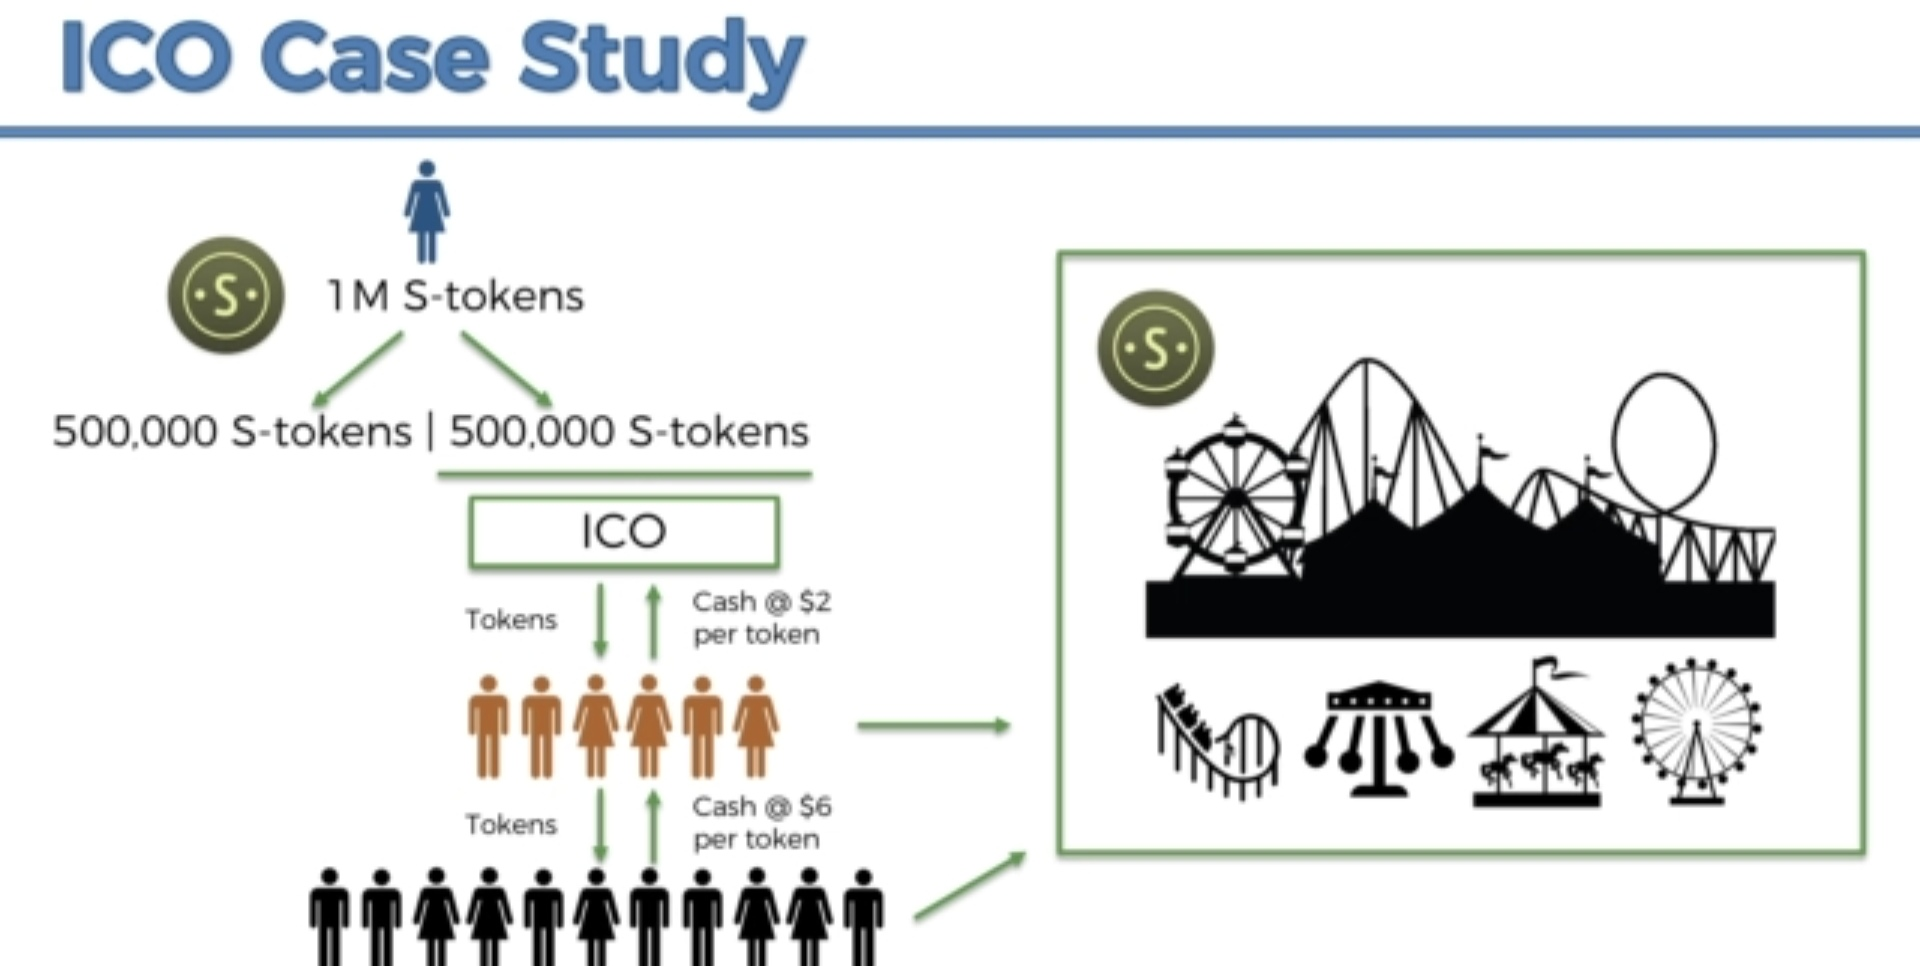 ICO Case Study
·S·
1M S-tokens
·S·
500,000 S-tokens | 500,000 S-tokens
ICO
Tokens
Cash @ $2
per token
Tokens
Cash @ $6
per token